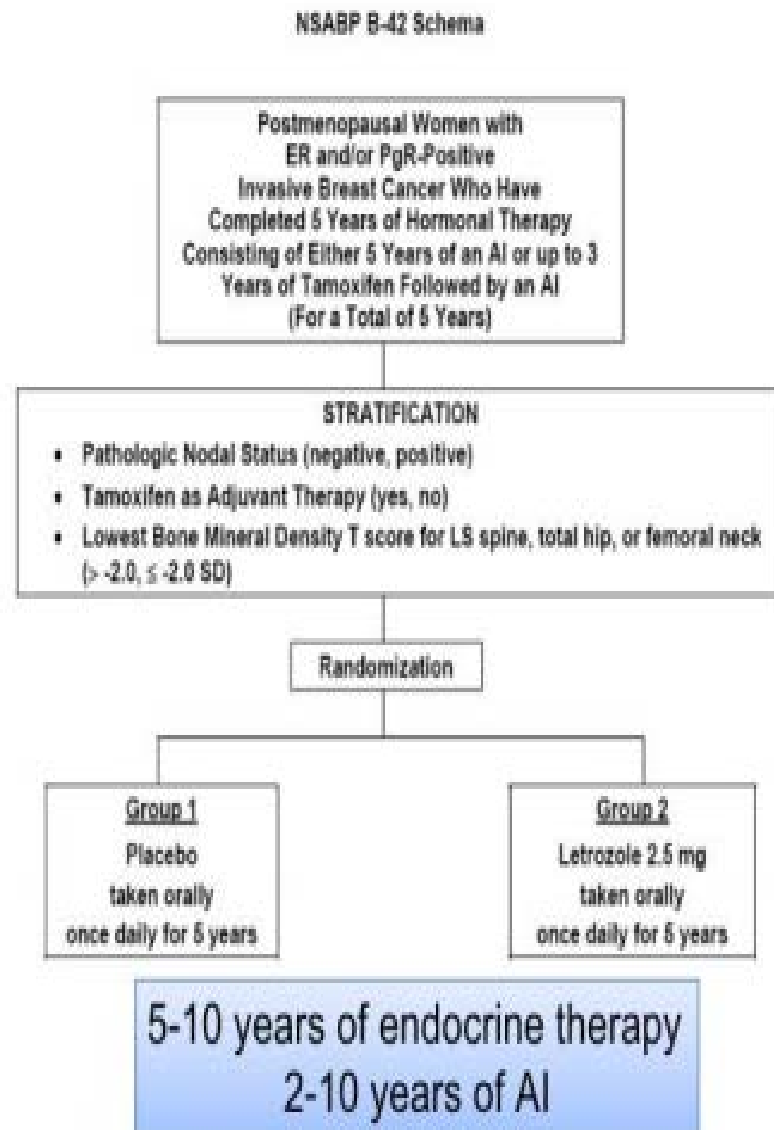 NSABP B-42 Schema
Postmenopausal Women with
ER and/or PgR-Positive
Invasive Breast Cancer Who Have
Completed 5 Years of Hormonal Therapy
Consisting of Either 5 Years of an AI or up to 3
Years of Tamoxifen Followed by an AI
(For a Total of 5 Years)
STRATIFICATION
• Pathologic Nodal Status (negative, positive)
• Tamoxifen as Adjuvant Therapy (yes, no)
• Lowest Bone Mineral Density T score for LS spine, total hip, or femoral neck
(> -2.0, ≤ -2.0 SD)
Randomization
Group 1
Placebo
taken orally
once daily for 5 years
Group 2
Letrozole 2.5 mg
taken orally
once daily for 5 years
5-10 years of endocrine therapy
2-10 years of AI